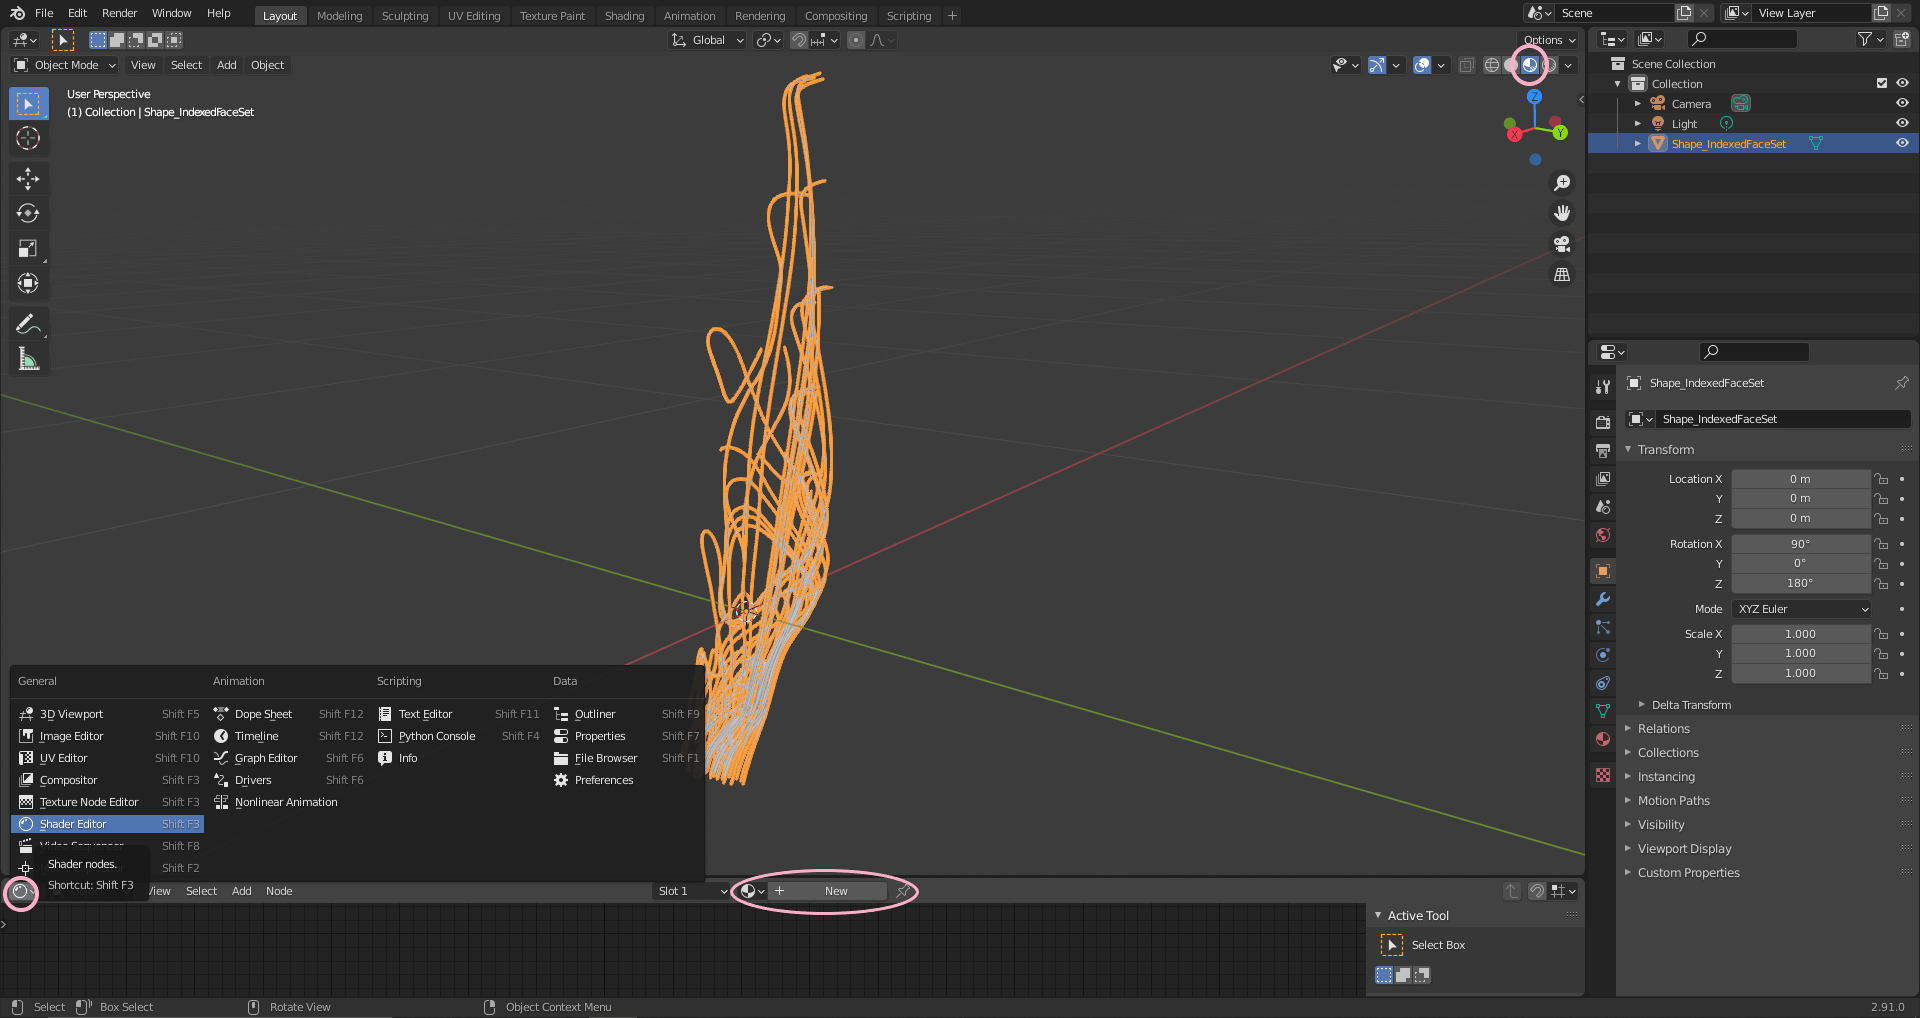 File Edit Render Window Help Layout Modeling Sculpting UV Editing Texture Paint Shading Animation Rendering Compositing Scripting + Scene View Layer
Global Options
Object Mode View Select Add Object
User Perspective
(1) Collection | Shape_IndexedFaceSet
Z
X
Y
Scene Collection
Collection
Camera
Light
Shape_IndexedFaceSet
Shape_IndexedFaceSet
Shape_IndexedFaceSet
Transform
Location X 0 m
Y 0 m
Z 0 m
Rotation X 90°
Y 0°
Z 180°
Mode XYZ Euler
Scale X 1.000
Y 1.000
Z 1.000
Delta Transform
Relations
Collections
Instancing
Motion Paths
Visibility
Viewport Display
Custom Properties
General Animation Scripting Data
3D Viewport Shift F5 Dope Sheet Shift F12 Text Editor Shift F11 Outliner Shift F9
Image Editor Shift F10 Timeline Shift F12 Python Console Shift F4 Properties Shift F7
UV Editor Shift F10 Graph Editor Shift F6 Info File Browser Shift F1
Compositor Shift F3 Drivers Shift F6 Preferences
Texture Node Editor Shift F3 Nonlinear Animation
Shader Editor Shift F3
Shift F8
Shader nodes.
Shift F2
Shortcut: Shift F3
View Select Add Node Slot 1 + New
Active Tool
Select Box
Select Box Select Rotate View Object Context Menu 2.91.0